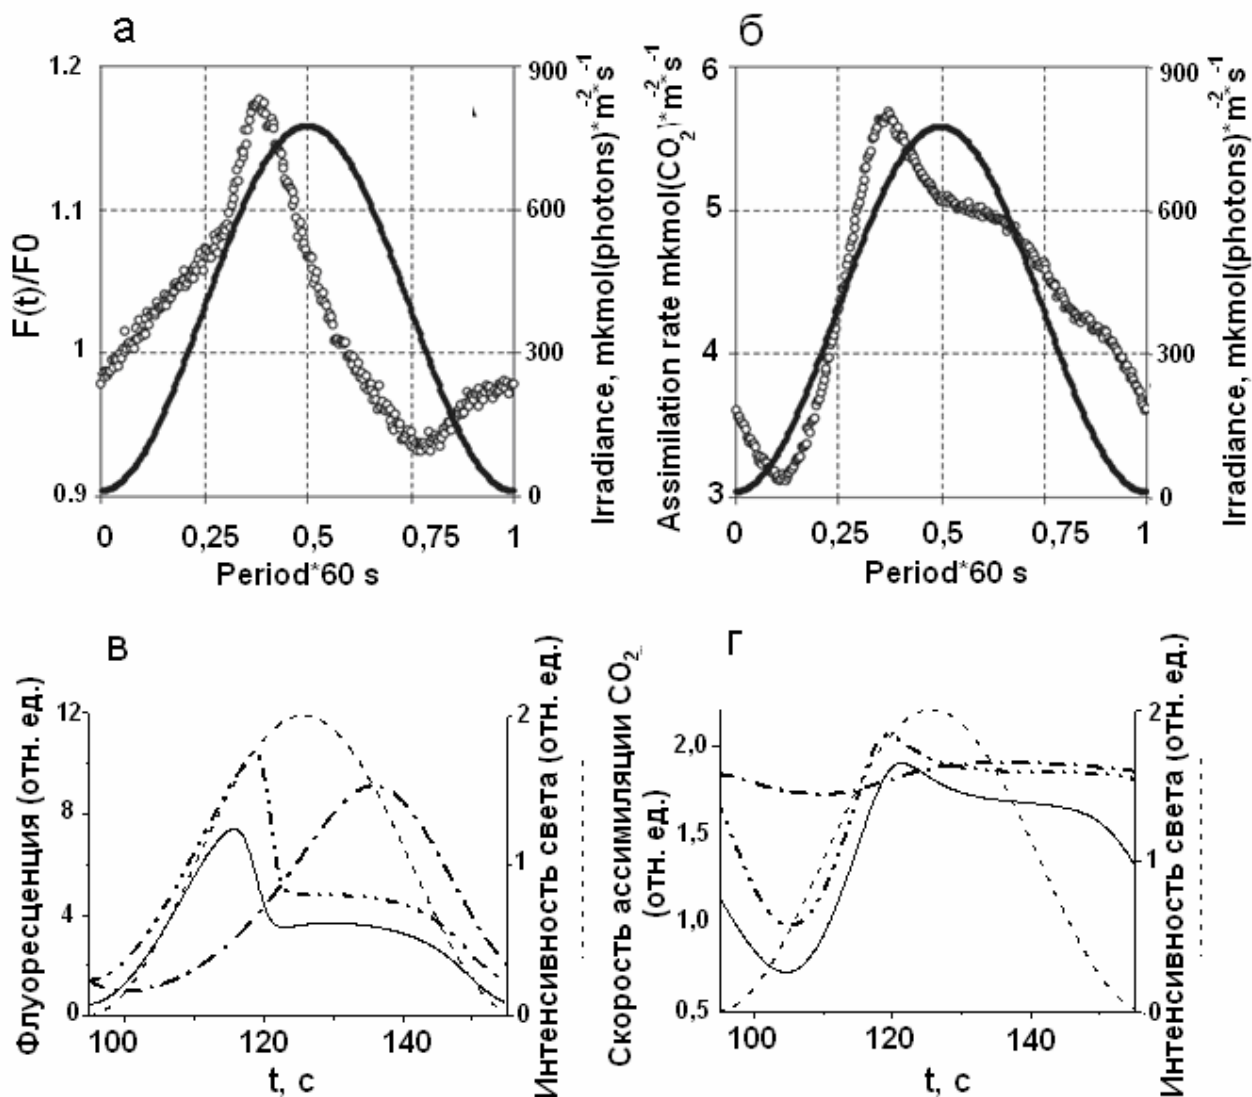 а
б
1.2
1.1
1
0.9
F(t)/F0
900
600
300
0
Irradiance, mkmol(photons)*m⁻²*s⁻¹
0
0,25
0,5
0,75
1
Period*60 s
6
5
4
3
Assimilation rate mkmol(CO₂)*m⁻²*s⁻¹
900
600
300
0
Irradiance, mkmol(photons)*m⁻²*s⁻¹
0
0,25
0,5
0,75
1
Period*60 s
в
г
Флуоресценция (отн. ед.)
12
8
4
0
2
1
0
Интенсивность света (отн. ед.)
100
120
140
t, с
Скорость ассимиляции CO₂
(отн. ед.)
2,0
1,5
1,0
0,5
2
1
0
Интенсивность света (отн. ед.)
100
120
140
t, с